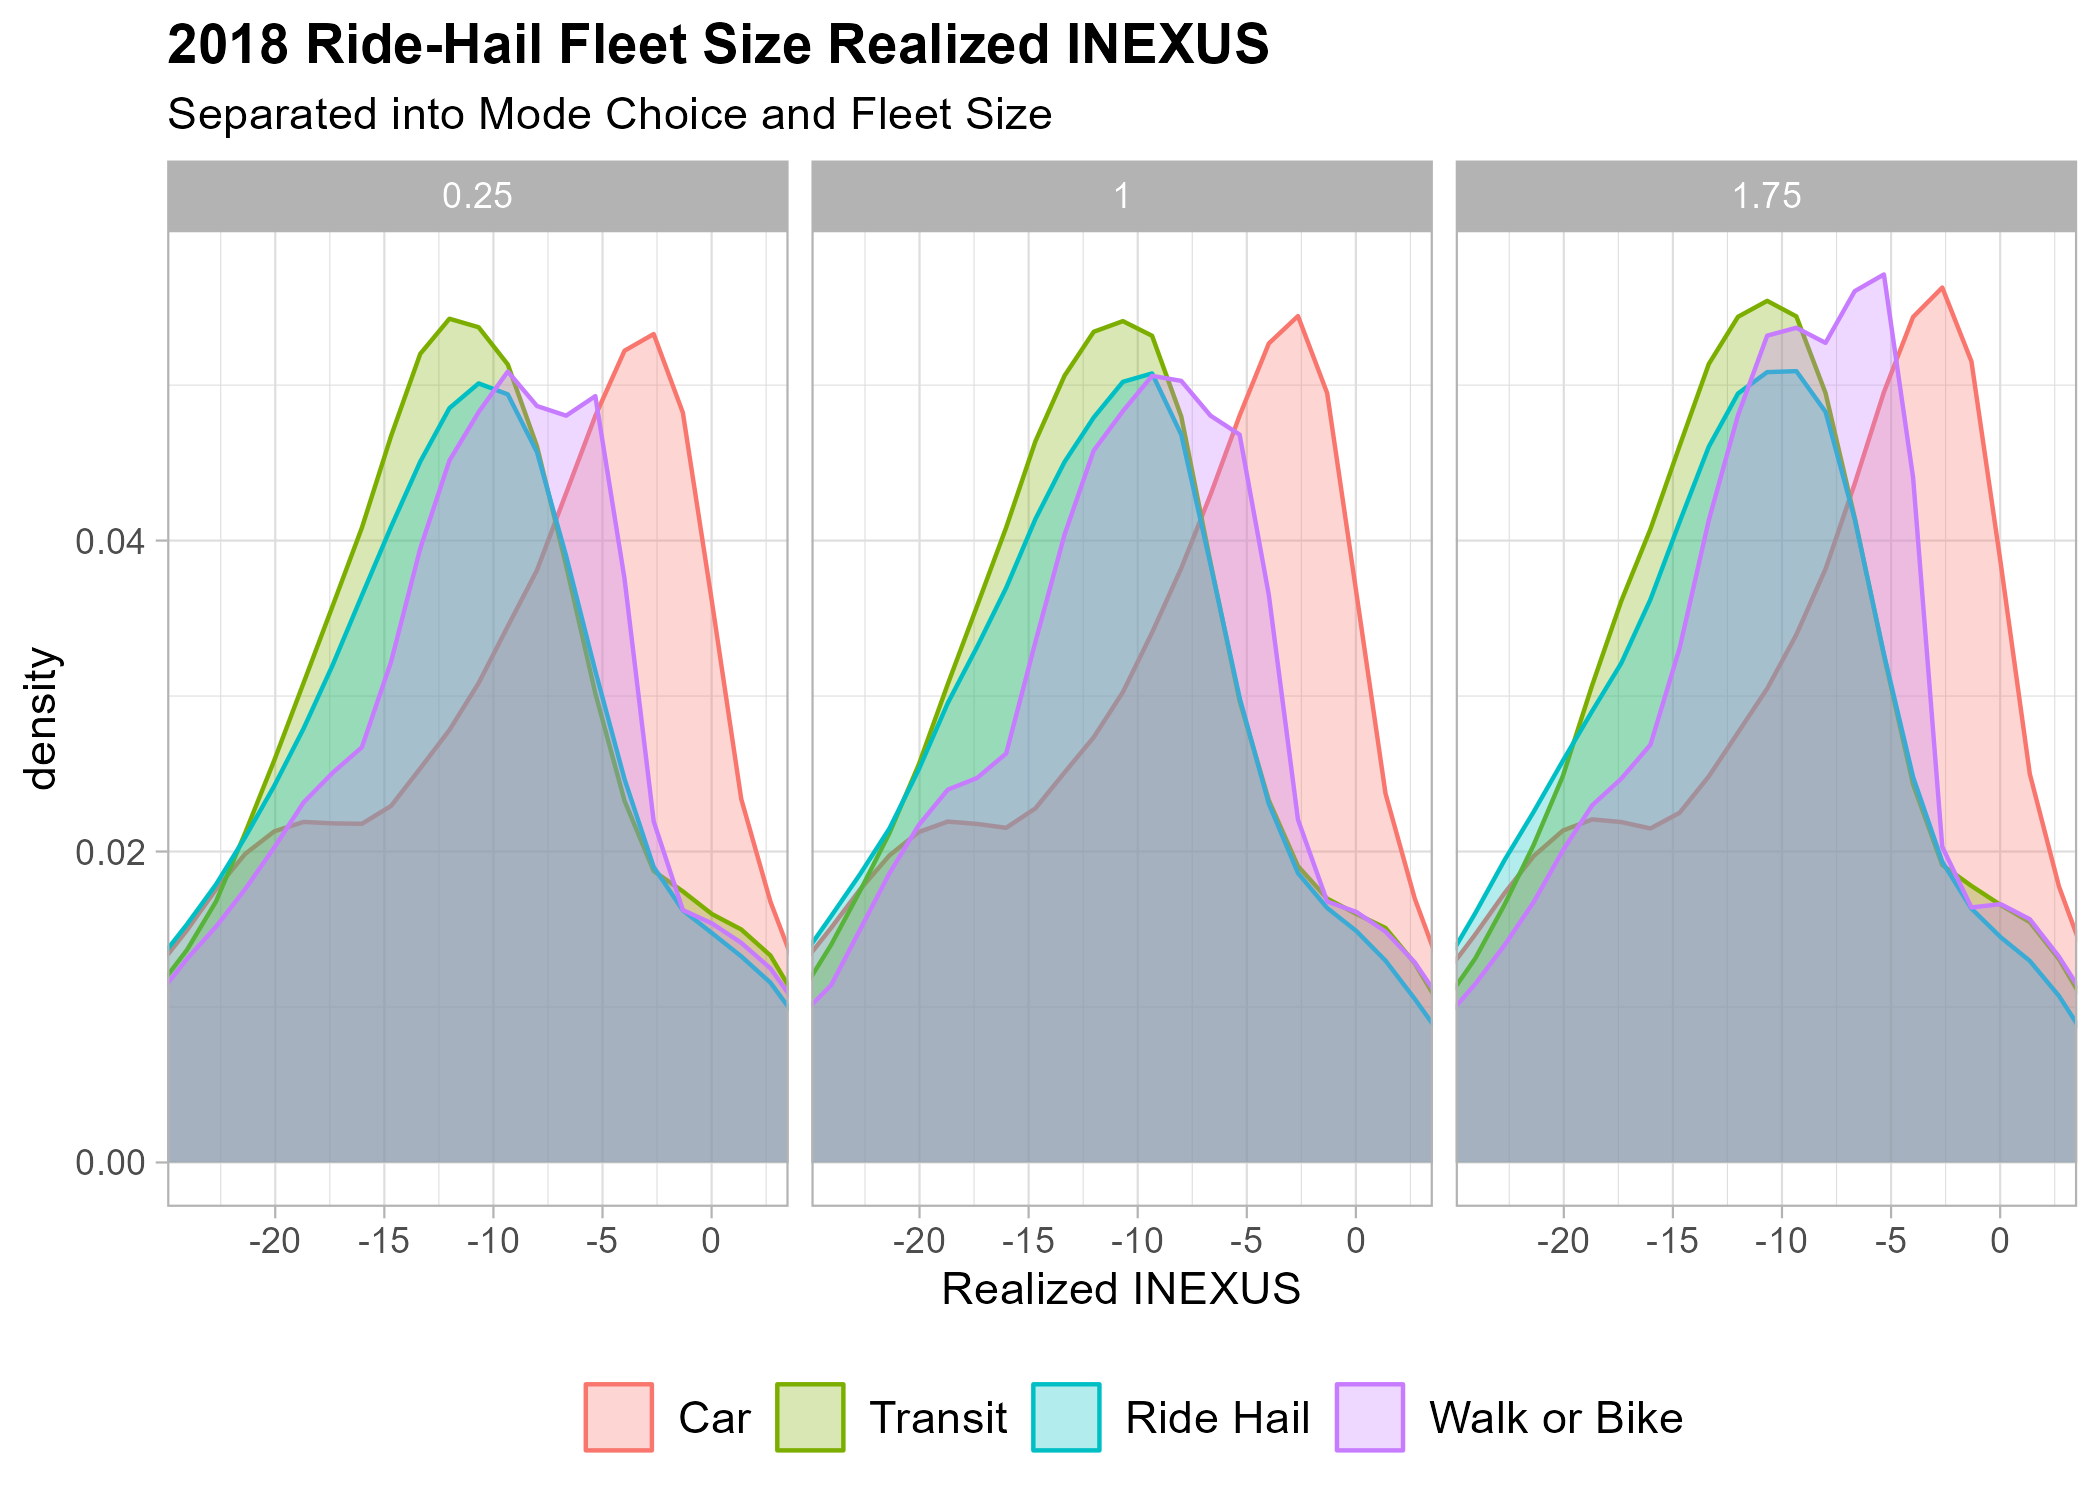 2018 Ride-Hail Fleet Size Realized INEXUS
Separated into Mode Choice and Fleet Size
0.25
1
1.75
density
0.04
0.02
0.00
-20 -15 -10 -5 0
-20 -15 -10 -5 0
-20 -15 -10 -5 0
Realized INEXUS
Car Transit Ride Hail Walk or Bike